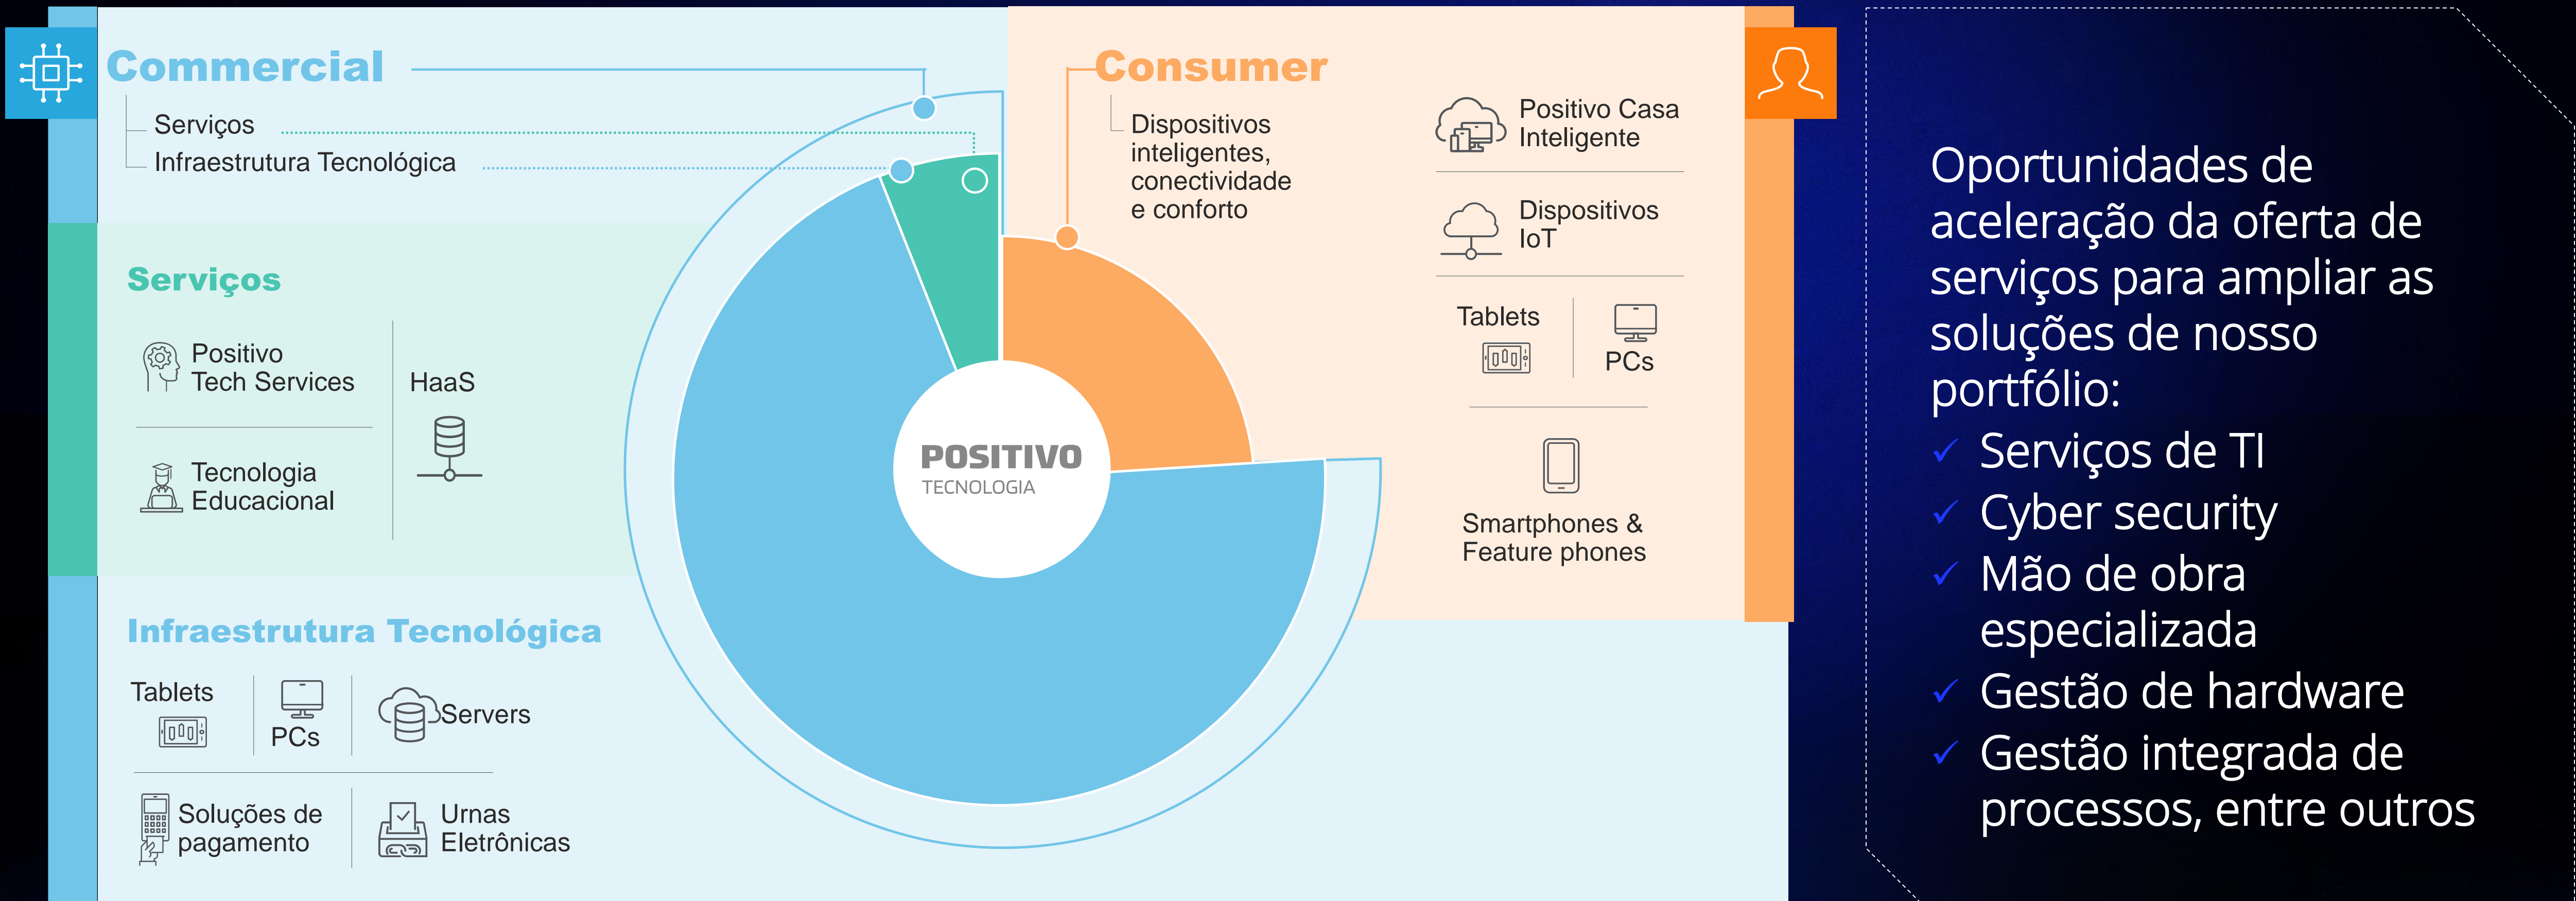 Commercial
Serviços
Infraestrutura Tecnológica
Serviços
Positivo
Tech Services
HaaS
Tecnologia
Educacional
Infraestrutura Tecnológica
Tablets
PCs
Servers
Soluções de
pagamento
Urnas
Eletrônicas
POSITIVO
TECNOLOGIA
Consumer
Dispositivos
inteligentes,
conectividade
e conforto
Positivo Casa
Inteligente
Dispositivos
IoT
Tablets
PCs
Smartphones &
Feature phones
Oportunidades de
aceleração da oferta de
serviços para ampliar as
soluções de nosso
portfólio:
✓ Serviços de TI
✓ Cyber security
✓ Mão de obra
especializada
✓ Gestão de hardware
✓ Gestão integrada de
processos, entre outros